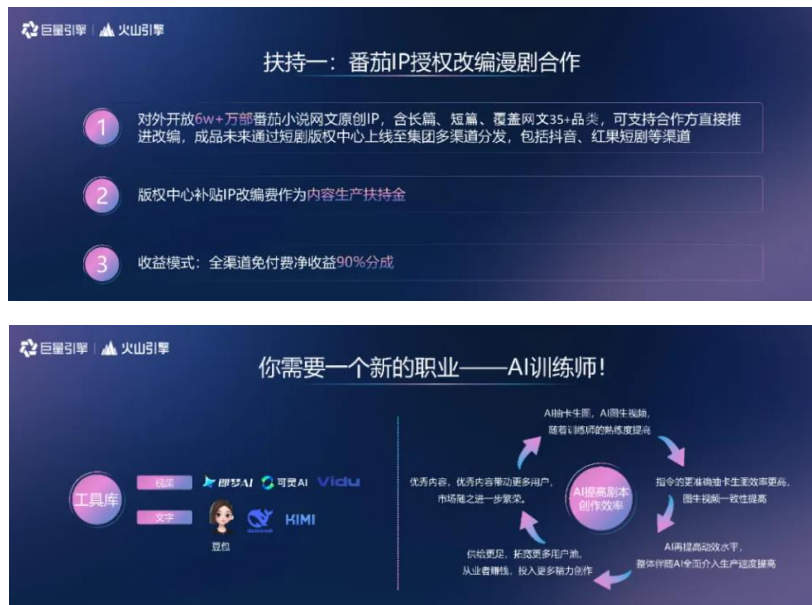 巨量引擎 | 火山引擎
扶持一：番茄IP授权改编漫剧合作
1
对外开放6w+万部番茄小说网文原创IP，含长篇、短篇、覆盖网文35+品类，可支持合作方直接推
进改编，成品未来通过短剧版权中心上线至集团多渠道分发，包括抖音、红果短剧等渠道
2
版权中心补贴IP改编费作为内容生产扶持金
3
收益模式：全渠道免付费净收益90%分成
巨量引擎 | 火山引擎
你需要一个新的职业——AI训练师！
工具库
视频
即梦AI 可灵AI Vidu
文字
豆包
KIMI
AI提高剧本
创作效率
AI抽卡生图，AI图生视频，
随着训练师的熟练度提高
指令的更准确抽卡生画效率更高，
图生视频一致性提高
AI再提高动效水平，
整体伴随AI全面介入生产速度提高
供给更足，拓宽更多用户池，
从业者赚钱，投入更多精力创作
优秀内容，优秀内容带动更多用户，
市场随之进一步繁荣。